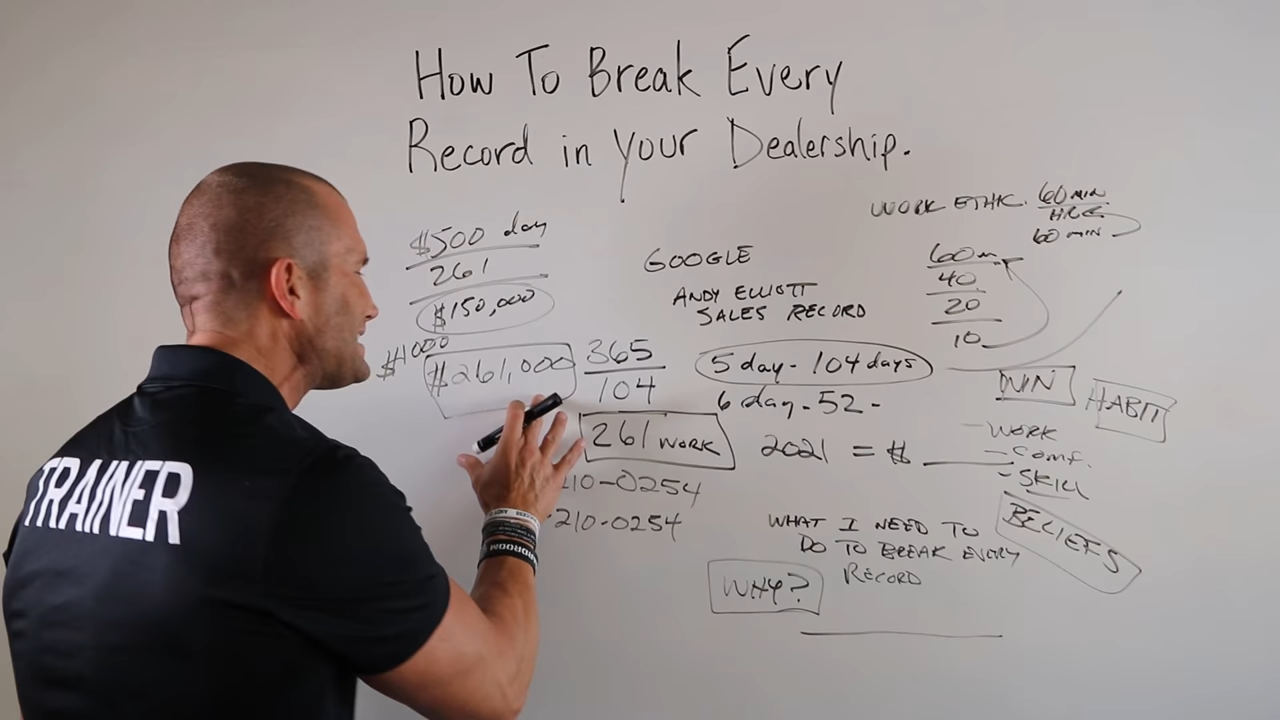 How To Break Every
Record in Your Dealership.
WORK ETHIC. 60 MIN
HRS
60 MIN
$500 day
261
$150,000
$1000
$261,000
365
104
261 WORK
210-0254
210-0254
GOOGLE
ANDY ELLIOTT
SALES RECORD
5 day - 104 days
6 day - 52 -
2021 = $
60 m
40
20
10
WIN
HABIT
- WORK
- Comf.
- SKILL
BELIEFS
WHAT I NEED TO
DO TO BREAK EVERY
RECORD
WHY?
TRAINER